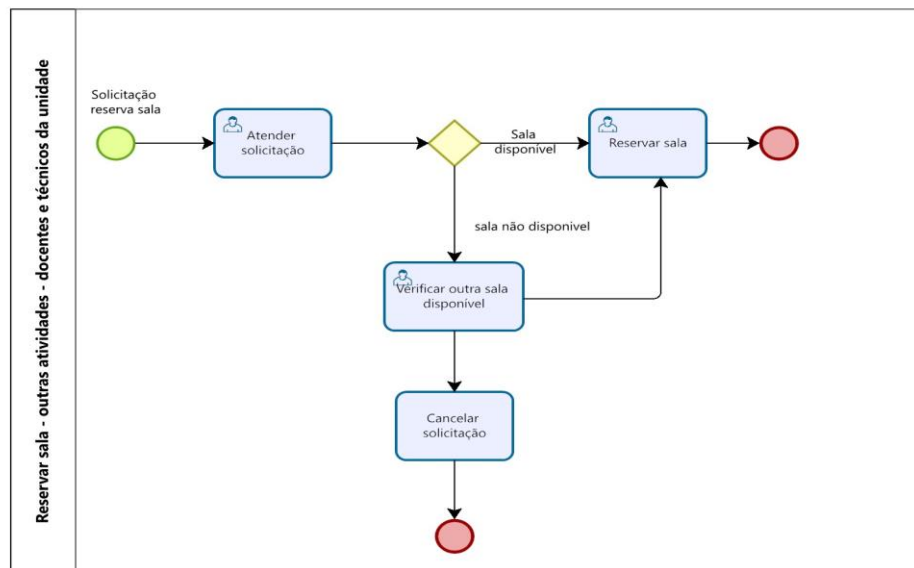 Reservar sala - outras atividades - docentes e técnicos da unidade
Solicitação
reserva sala
Atender
solicitação
Sala
disponível
Reservar sala
sala não disponivel
Verificar outra sala
disponível
Cancelar
solicitação